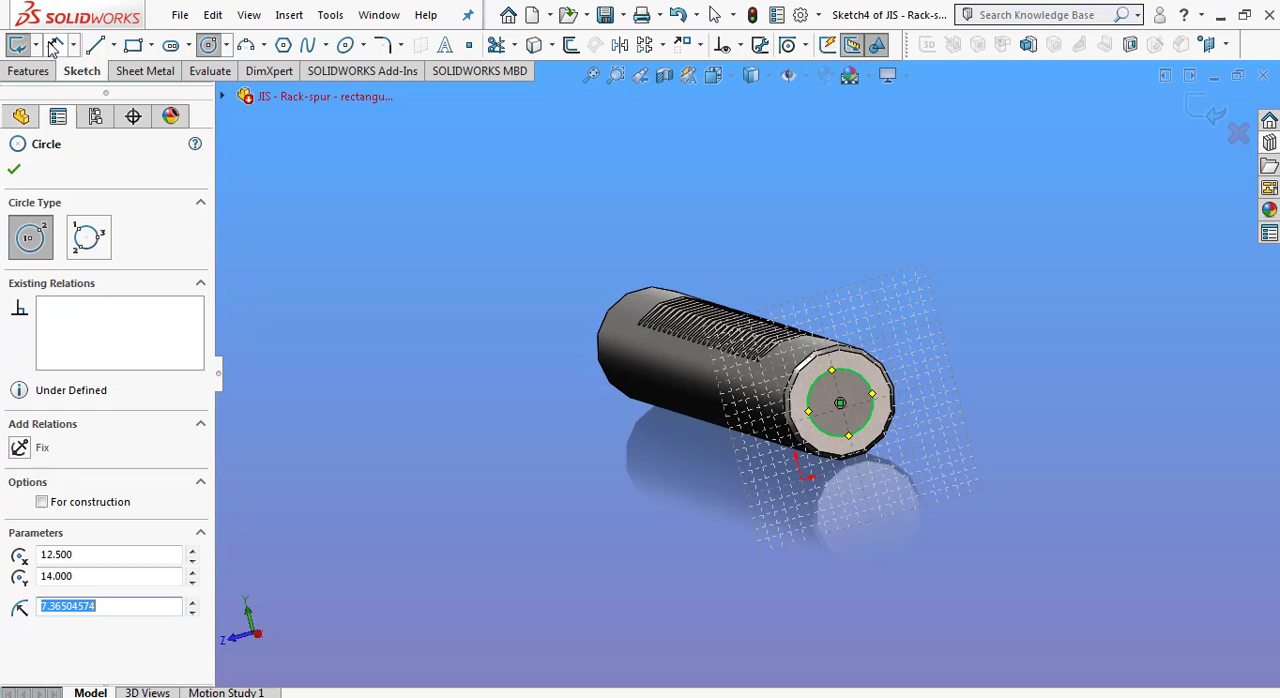 SOLIDWORKS File Edit View Insert Tools Window Help Sketch4 of JIS - Rack-s... Search Knowledge Base ?
Features Sketch Sheet Metal Evaluate DimXpert SOLIDWORKS Add-Ins SOLIDWORKS MBD
JIS - Rack-spur - rectangu...
Circle
Circle Type
Existing Relations
Under Defined
Add Relations
Fix
Options
For construction
Parameters
12.500
14.000
7.36504574
Y
Z
Model 3D Views Motion Study 1